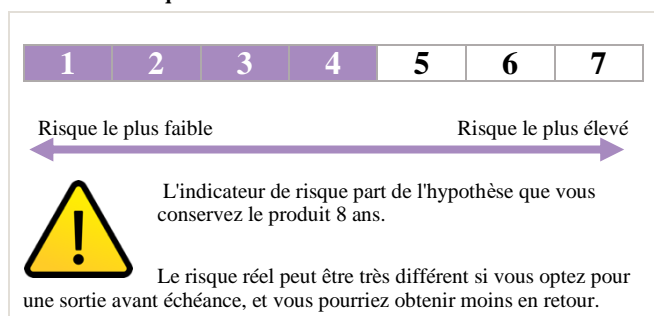 1 2 3 4 5 6 7
Risque le plus faible Risque le plus élevé
L'indicateur de risque part de l'hypothèse que vous
conservez le produit 8 ans.
Le risque réel peut être très différent si vous optez pour
une sortie avant échéance, et vous pourriez obtenir moins en retour.